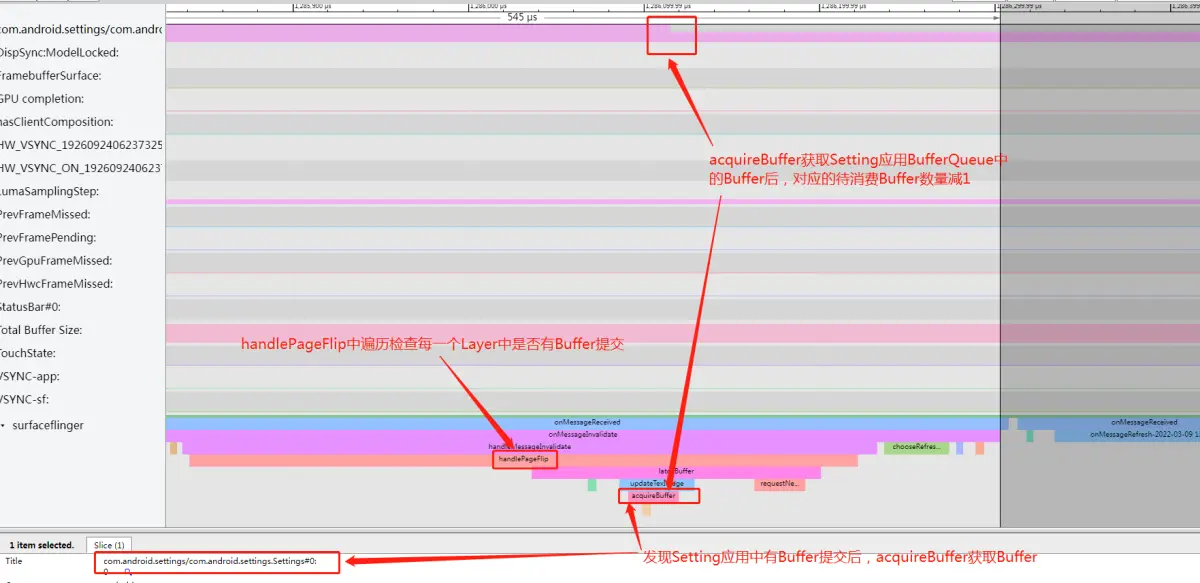 1,285,900 µs
1,286,000 µs
1,286,099.99 µs
1,286,199.99 µs
1,286,299.99 µs
545 µs
com.android.settings/com.andro
DispSync:ModelLocked:
FramebufferSurface:
GPU completion:
hasClientComposition:
HW_VSYNC_1926092406237325
HW_VSYNC_ON_1926092406237
LumaSamplingStep:
PrevFrameMissed:
PrevFramePending:
PrevGpuFrameMissed:
PrevHwcFrameMissed:
StatusBar#0:
Total Buffer Size:
TouchState:
VSYNC-app:
VSYNC-sf:
surfaceflinger
acquireBuffer获取Setting应用BufferQueue中
的Buffer后，对应的待消费Buffer数量减1
handlePageFlip中遍历检查每一个Layer中是否有Buffer提交
onMessageReceived
onMessageReceived
onMessageInvalidate
onMessageRefresh-2022-03-09 1
handleMessageInvalidate
chooseRefres...
handlePageFlip
latchBuffer
updateTexImage
requestNe...
acquireBuffer
发现Setting应用中有Buffer提交后，acquireBuffer获取Buffer
1 item selected.
Slice (1)
Title
com.android.settings/com.android.settings.Settings#0: